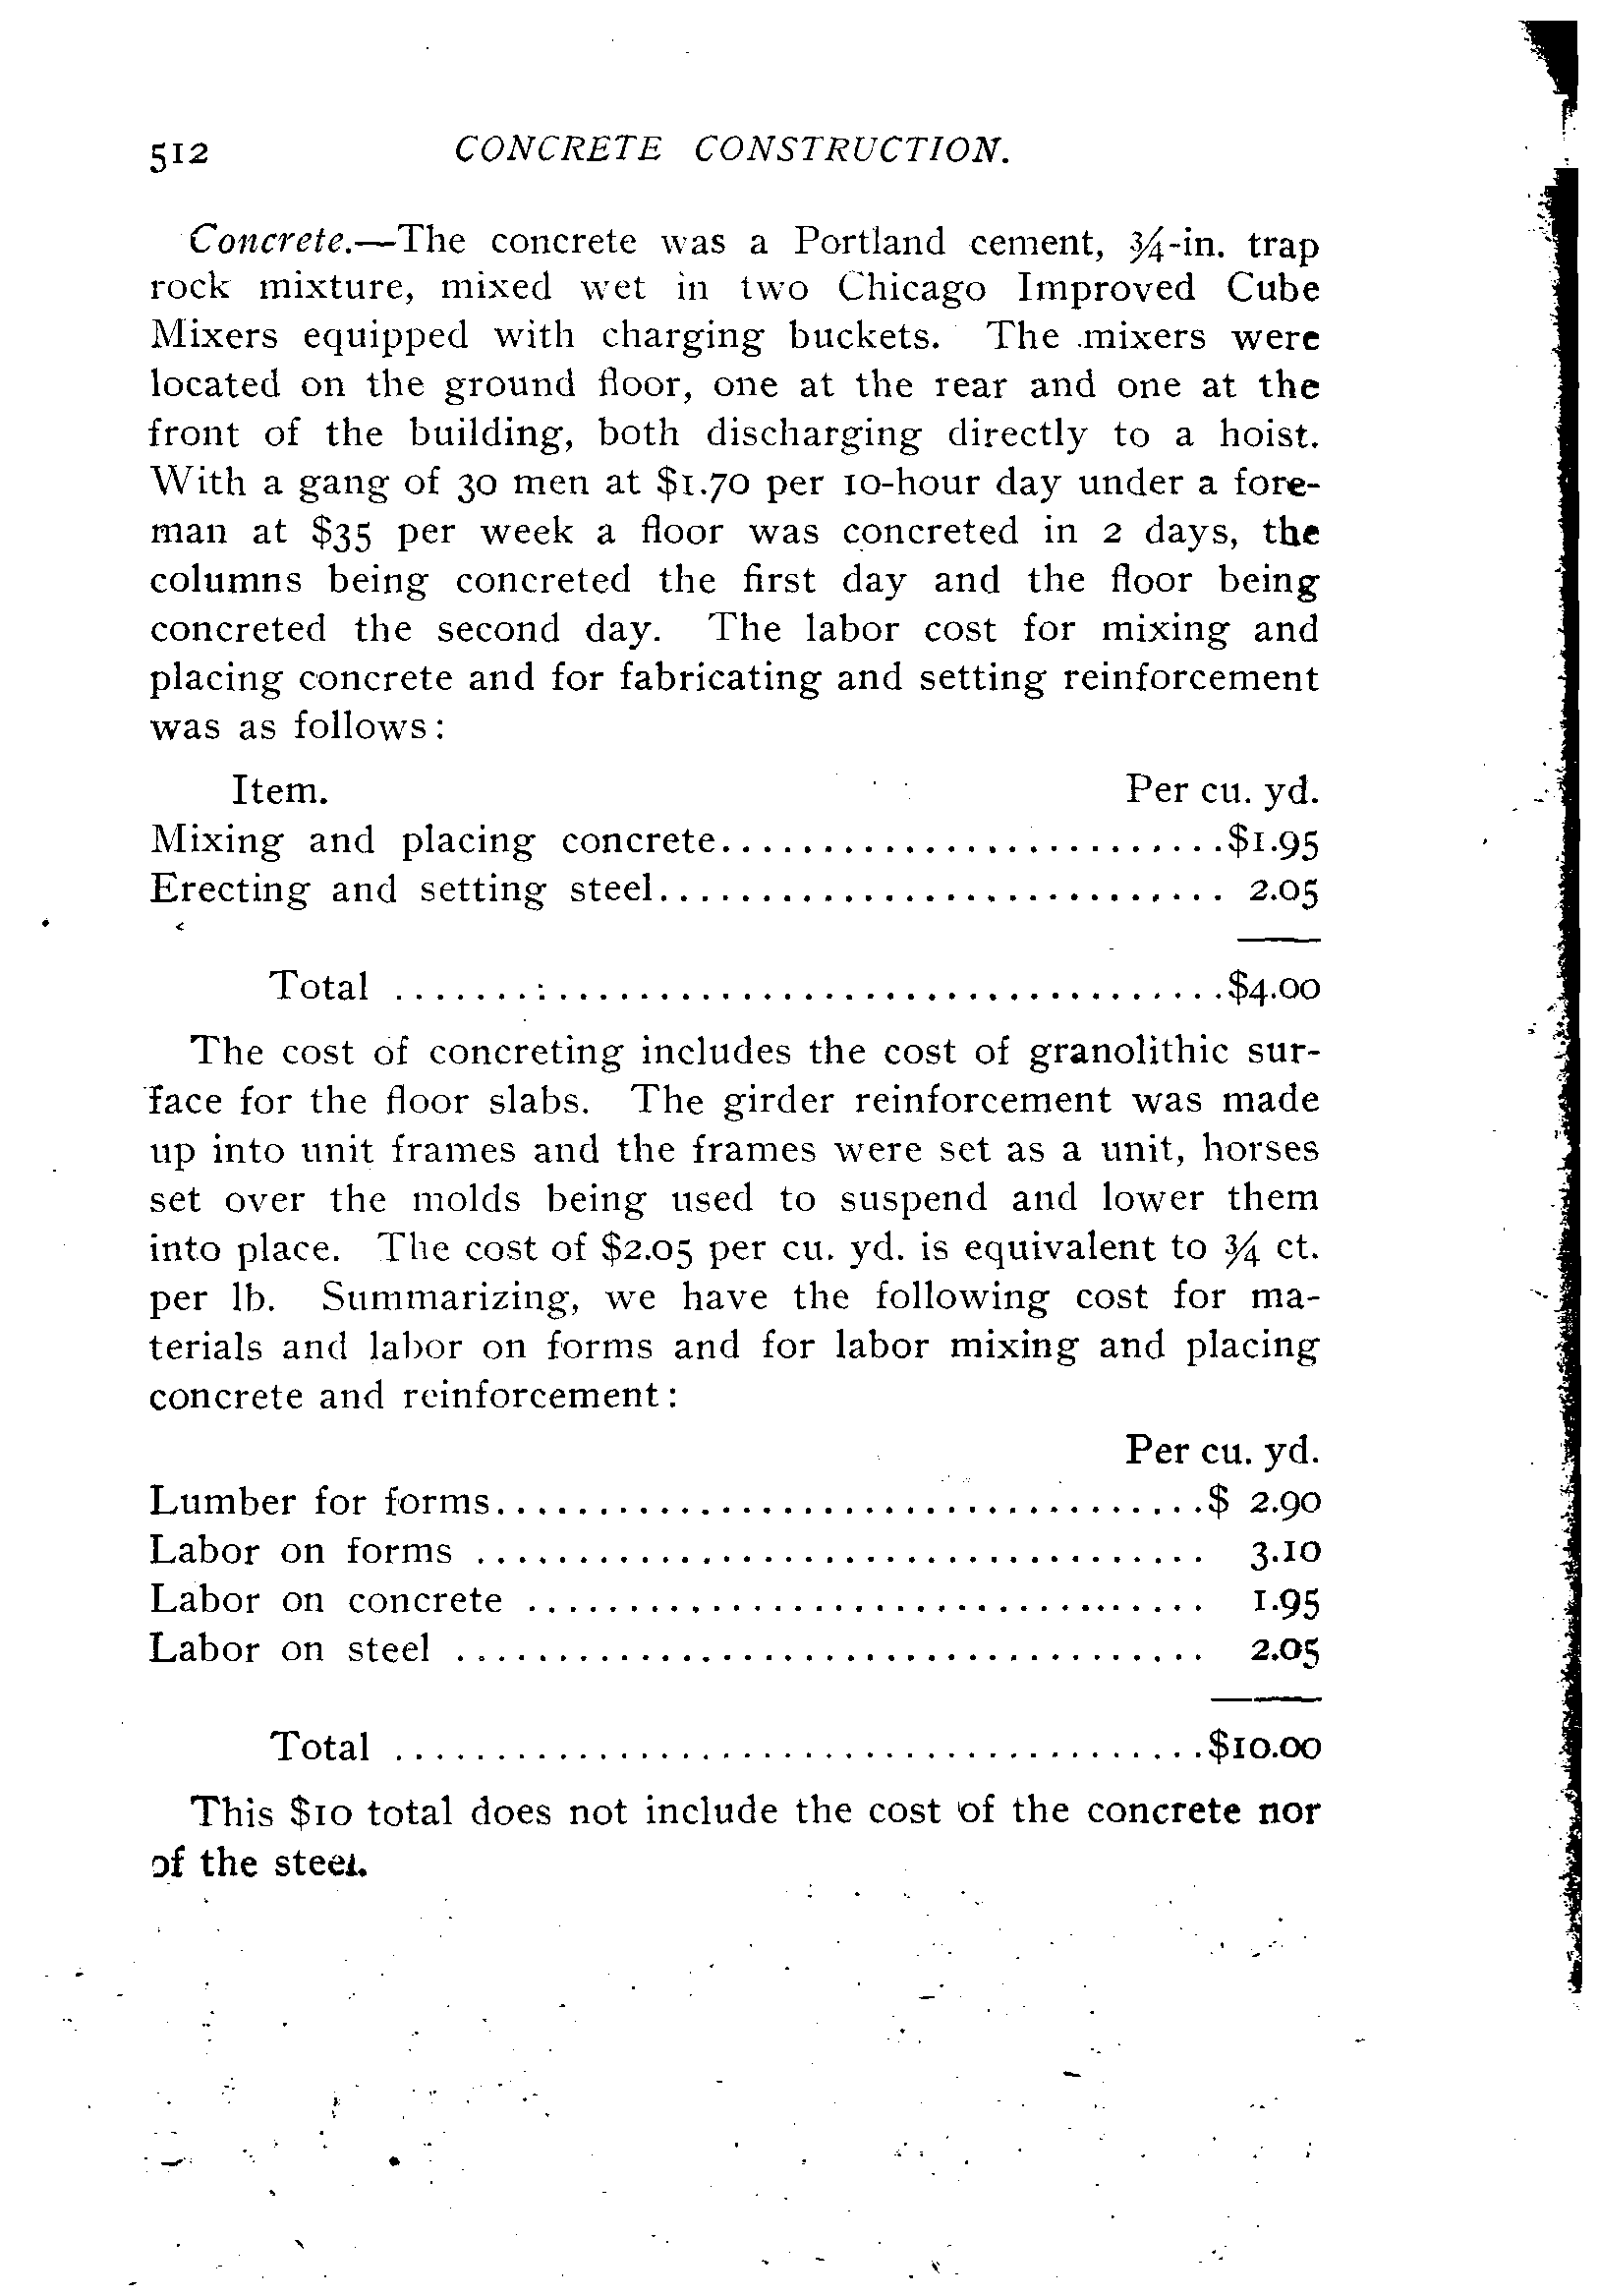 512 CONCRETE CONSTRUCTION.
Concrete.—The concrete was a Portland cement, ¾-in. trap
rock mixture, mixed wet in two Chicago Improved Cube
Mixers equipped with charging buckets. The mixers were
located on the ground floor, one at the rear and one at the
front of the building, both discharging directly to a hoist.
With a gang of 30 men at $1.70 per 10-hour day under a fore-
man at $35 per week a floor was concreted in 2 days, the
columns being concreted the first day and the floor being
concreted the second day. The labor cost for mixing and
placing concrete and for fabricating and setting reinforcement
was as follows:
Item. Per cu. yd.
Mixing and placing concrete.........................$1.95
Erecting and setting steel............................ 2.05
Total .........................................$4.00
The cost of concreting includes the cost of granolithic sur-
face for the floor slabs. The girder reinforcement was made
up into unit frames and the frames were set as a unit, horses
set over the molds being used to suspend and lower them
into place. The cost of $2.05 per cu. yd. is equivalent to ¾ ct.
per lb. Summarizing, we have the following cost for ma-
terials and labor on forms and for labor mixing and placing
concrete and reinforcement:
Per cu. yd.
Lumber for forms...................................$ 2.90
Labor on forms .................................... 3.10
Labor on concrete ................................. 1.95
Labor on steel ..................................... 2.05
Total ........................................$10.00
This $10 total does not include the cost of the concrete nor
of the steel.